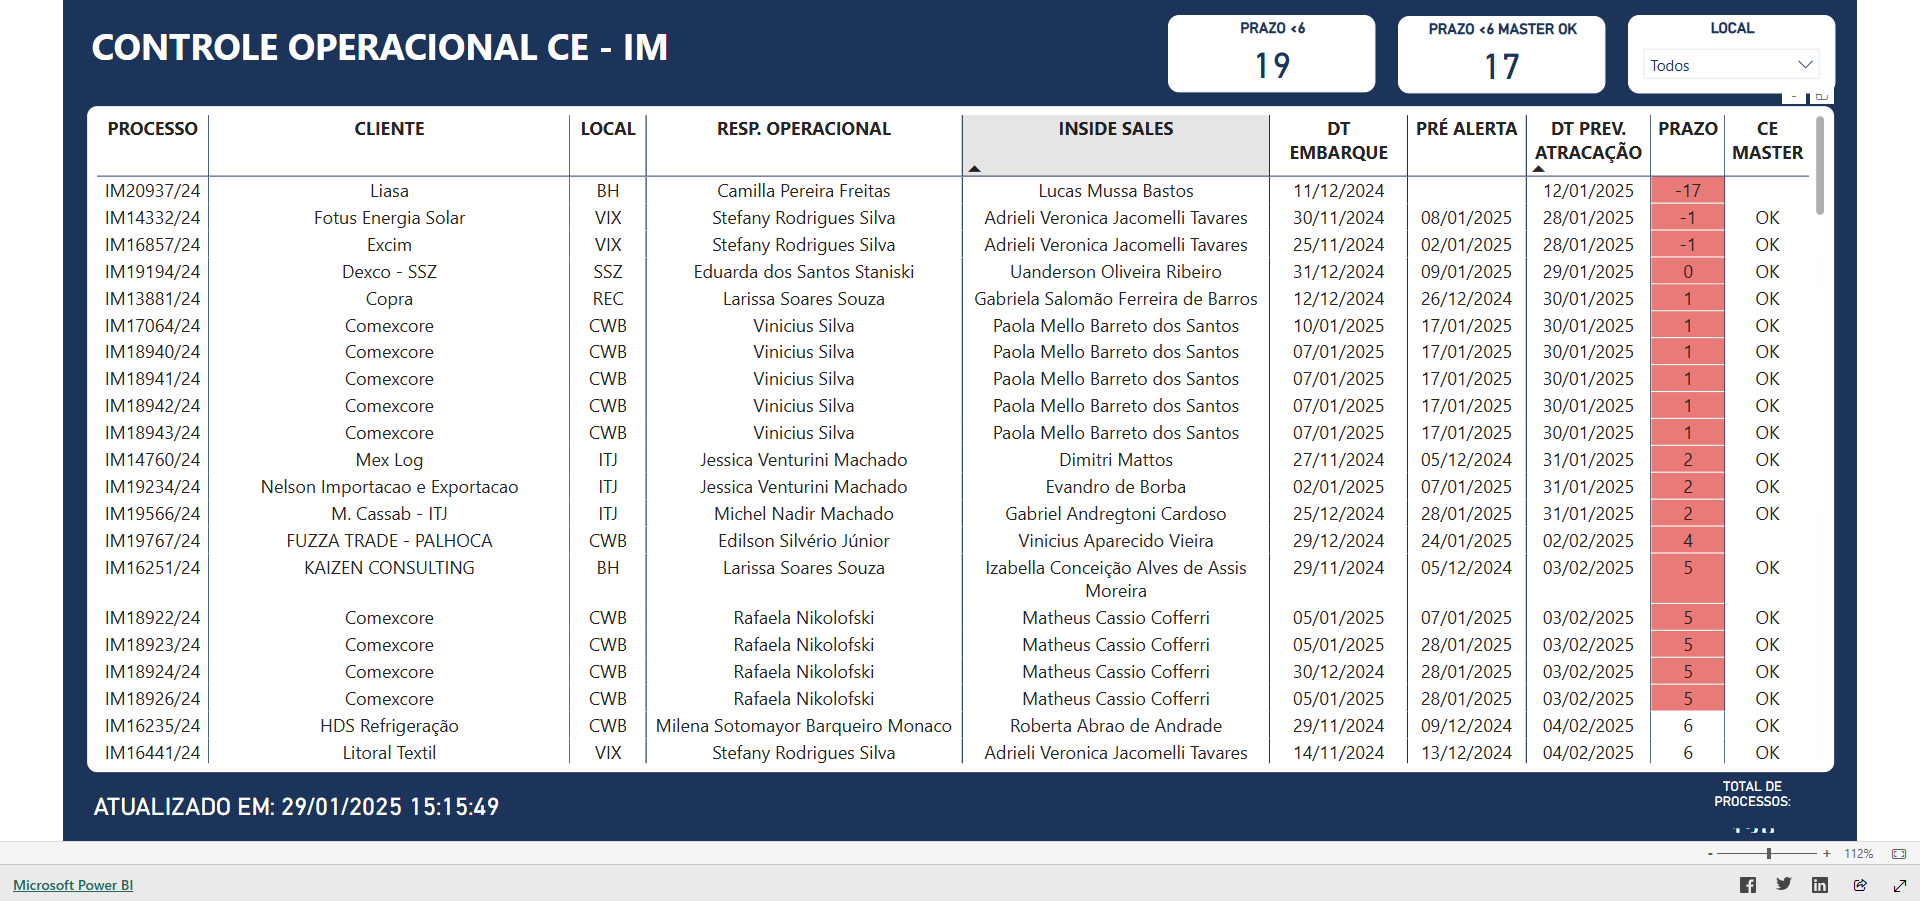 CONTROLE OPERACIONAL CE - IM
PRAZO <6
19
PRAZO <6 MASTER OK
17
LOCAL
Todos
PROCESSO CLIENTE LOCAL RESP. OPERACIONAL INSIDE SALES DT EMBARQUE PRÉ ALERTA DT PREV. ATRACAÇÃO PRAZO CE MASTER
IM20937/24 Liasa BH Camilla Pereira Freitas Lucas Mussa Bastos 11/12/2024 12/01/2025 -17
IM14332/24 Fotus Energia Solar VIX Stefany Rodrigues Silva Adrieli Veronica Jacomelli Tavares 30/11/2024 08/01/2025 28/01/2025 -1 OK
IM16857/24 Excim VIX Stefany Rodrigues Silva Adrieli Veronica Jacomelli Tavares 25/11/2024 02/01/2025 28/01/2025 -1 OK
IM19194/24 Dexco - SSZ SSZ Eduarda dos Santos Staniski Uanderson Oliveira Ribeiro 31/12/2024 09/01/2025 29/01/2025 0 OK
IM13881/24 Copra REC Larissa Soares Souza Gabriela Salomão Ferreira de Barros 12/12/2024 26/12/2024 30/01/2025 1 OK
IM17064/24 Comexcore CWB Vinicius Silva Paola Mello Barreto dos Santos 10/01/2025 17/01/2025 30/01/2025 1 OK
IM18940/24 Comexcore CWB Vinicius Silva Paola Mello Barreto dos Santos 07/01/2025 17/01/2025 30/01/2025 1 OK
IM18941/24 Comexcore CWB Vinicius Silva Paola Mello Barreto dos Santos 07/01/2025 17/01/2025 30/01/2025 1 OK
IM18942/24 Comexcore CWB Vinicius Silva Paola Mello Barreto dos Santos 07/01/2025 17/01/2025 30/01/2025 1 OK
IM18943/24 Comexcore CWB Vinicius Silva Paola Mello Barreto dos Santos 07/01/2025 17/01/2025 30/01/2025 1 OK
IM14760/24 Mex Log ITJ Jessica Venturini Machado Dimitri Mattos 27/11/2024 05/12/2024 31/01/2025 2 OK
IM19234/24 Nelson Importacao e Exportacao ITJ Jessica Venturini Machado Evandro de Borba 02/01/2025 07/01/2025 31/01/2025 2 OK
IM19566/24 M. Cassab - ITJ ITJ Michel Nadir Machado Gabriel Andregtoni Cardoso 25/12/2024 28/01/2025 31/01/2025 2 OK
IM19767/24 FUZZA TRADE - PALHOCA CWB Edilson Silvério Júnior Vinicius Aparecido Vieira 29/12/2024 24/01/2025 02/02/2025 4
IM16251/24 KAIZEN CONSULTING BH Larissa Soares Souza Izabella Conceição Alves de Assis Moreira 29/11/2024 05/12/2024 03/02/2025 5 OK
IM18922/24 Comexcore CWB Rafaela Nikolofski Matheus Cassio Cofferri 05/01/2025 07/01/2025 03/02/2025 5 OK
IM18923/24 Comexcore CWB Rafaela Nikolofski Matheus Cassio Cofferri 05/01/2025 28/01/2025 03/02/2025 5 OK
IM18924/24 Comexcore CWB Rafaela Nikolofski Matheus Cassio Cofferri 30/12/2024 28/01/2025 03/02/2025 5 OK
IM18926/24 Comexcore CWB Rafaela Nikolofski Matheus Cassio Cofferri 05/01/2025 28/01/2025 03/02/2025 5 OK
IM16235/24 HDS Refrigeração CWB Milena Sotomayor Barqueiro Monaco Roberta Abrao de Andrade 29/11/2024 09/12/2024 04/02/2025 6 OK
IM16441/24 Litoral Textil VIX Stefany Rodrigues Silva Adrieli Veronica Jacomelli Tavares 14/11/2024 13/12/2024 04/02/2025 6 OK
ATUALIZADO EM: 29/01/2025 15:15:49
TOTAL DE
PROCESSOS:
- + 112%
Microsoft Power BI